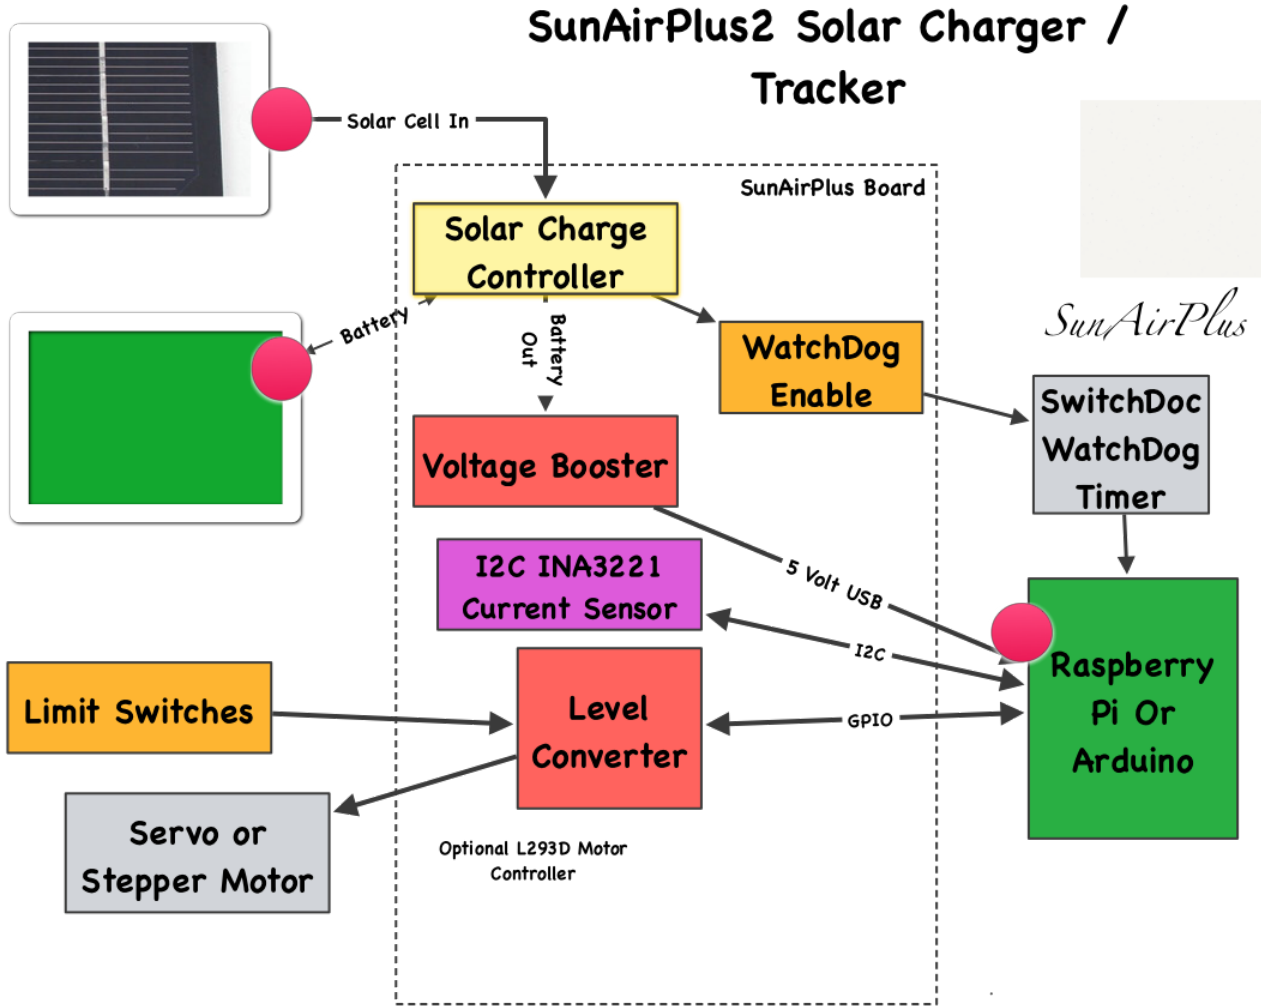 SunAirPlus2 Solar Charger /
Tracker
Solar Cell In
SunAirPlus Board
Solar Charge
Controller
Battery
Battery
Out
SunAirPlus
WatchDog
Enable
SwitchDoc
WatchDog
Timer
Voltage Booster
I2C INA3221
Current Sensor
5 Volt USB
I2C
Raspberry
Pi Or
Arduino
Limit Switches
Level
Converter
GPIO
Servo or
Stepper Motor
Optional L293D Motor
Controller